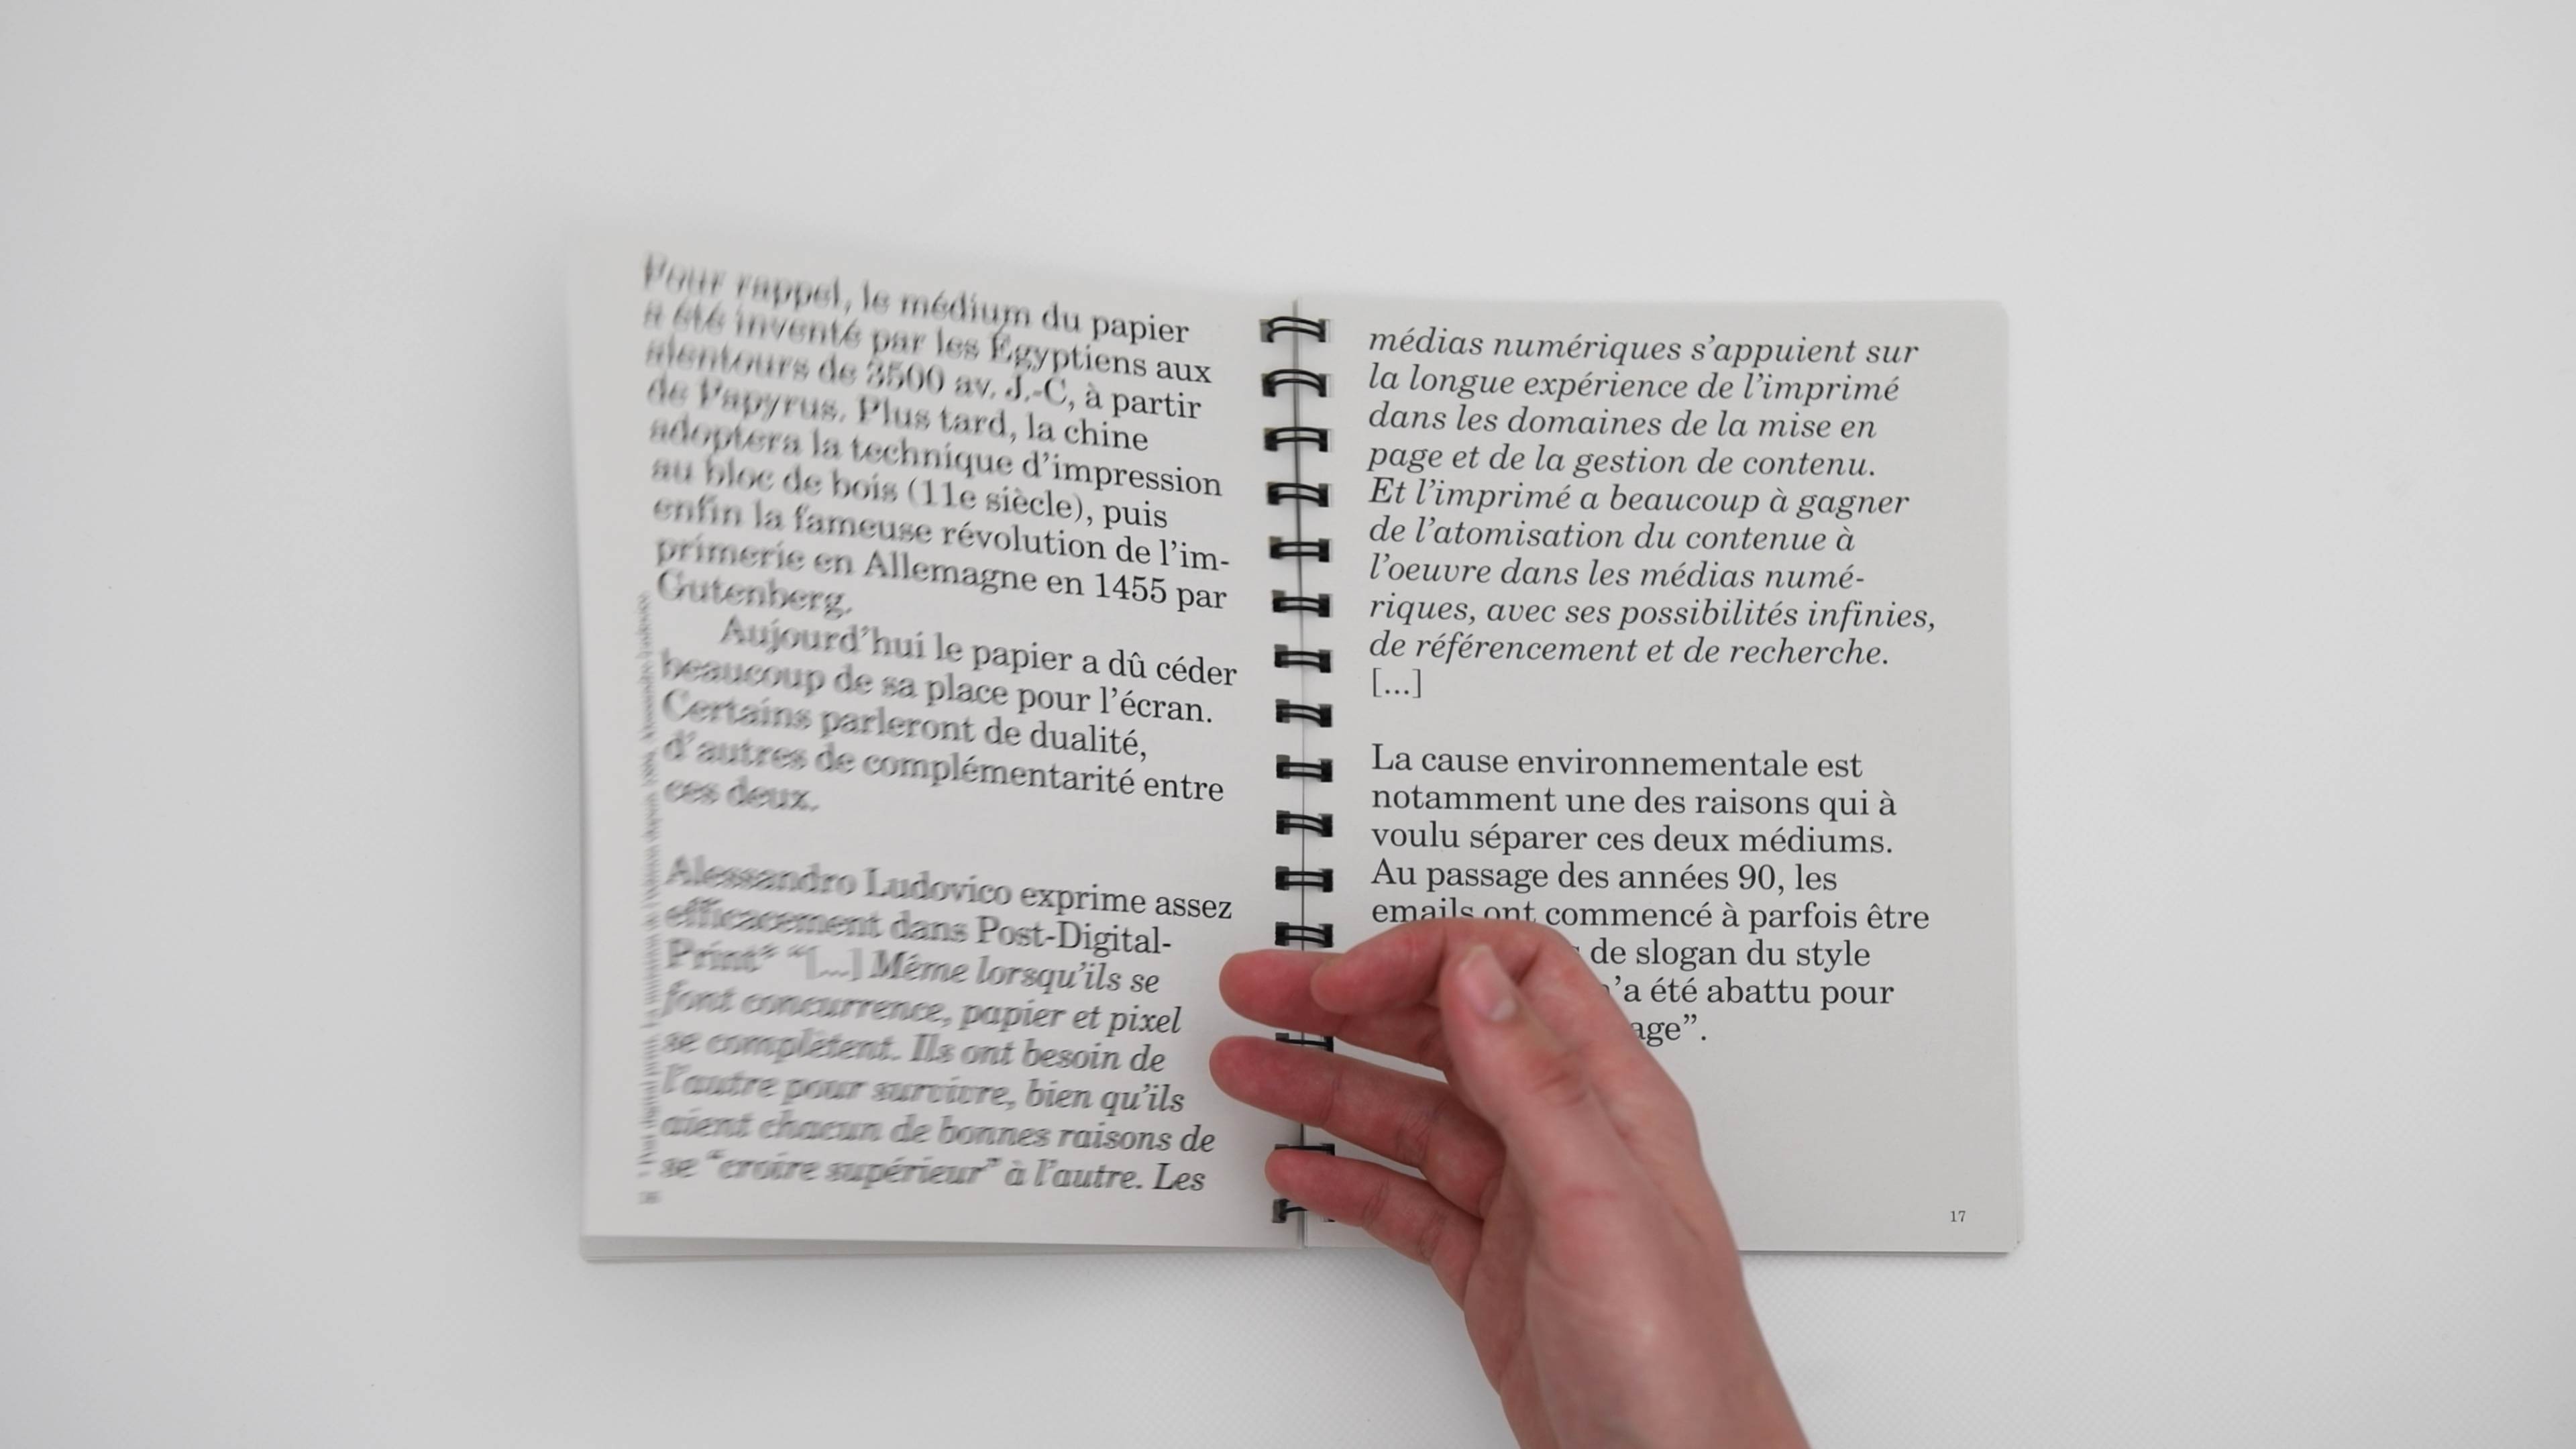 Pour rappel, le médium du papier
a été inventé par les Égyptiens aux
alentours de 3500 av. J.-C, à partir
de Papyrus. Plus tard, la chine
adoptera la technique d’impression
au bloc de bois (11e siècle), puis
enfin la fameuse révolution de l’im-
primerie en Allemagne en 1455 par
Gutenberg.
Aujourd’hui le papier a dû céder
beaucoup de sa place pour l’écran.
Certains parleront de dualité,
d’autres de complémentarité entre
ces deux.
Alessandro Ludovico exprime assez
efficacement dans Post-Digital-
Print* “[...] Même lorsqu’ils se
font concurrence, papier et pixel
se complètent. Ils ont besoin de
l’autre pour survivre, bien qu’ils
aient chacun de bonnes raisons de
se “croire supérieur” à l’autre. Les
16
médias numériques s’appuient sur
la longue expérience de l’imprimé
dans les domaines de la mise en
page et de la gestion de contenu.
Et l’imprimé a beaucoup à gagner
de l’atomisation du contenue à
l’oeuvre dans les médias numé-
riques, avec ses possibilités infinies,
de référencement et de recherche.
[...]
La cause environnementale est
notamment une des raisons qui à
voulu séparer ces deux médiums.
Au passage des années 90, les
emails ont commencé à parfois être
de slogan du style
’a été abattu pour
age”.
17